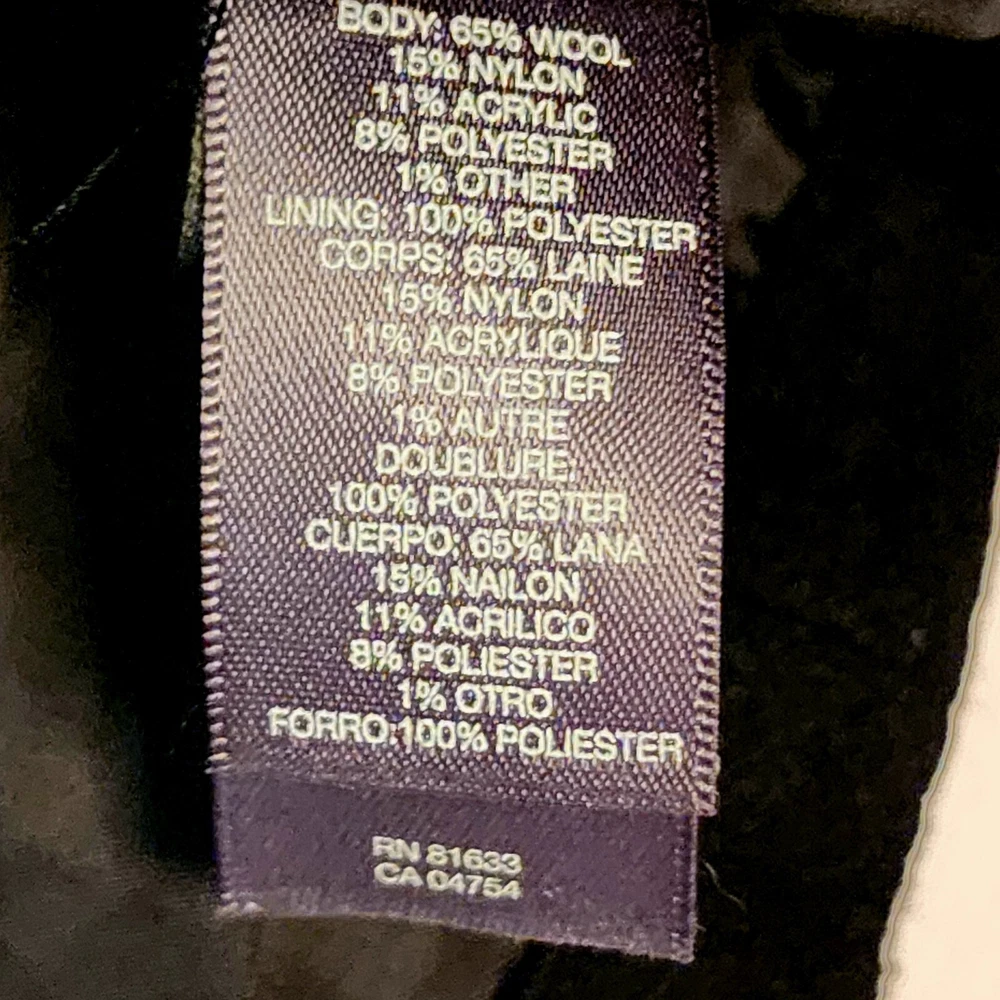 BODY: 65% WOOL
15% NYLON
11% ACRYLIC
8% POLYESTER
1% OTHER
LINING: 100% POLYESTER
CORPS: 65% LAINE
15% NYLON
11% ACRYLIQUE
8% POLYESTER
1% AUTRE
DOUBLURE:
100% POLYESTER
CUERPO: 65% LANA
15% NAILON
11% ACRILICO
8% POLIESTER
1% OTRO
FORRO:100% POLIESTER
RN 81633
CA 04754